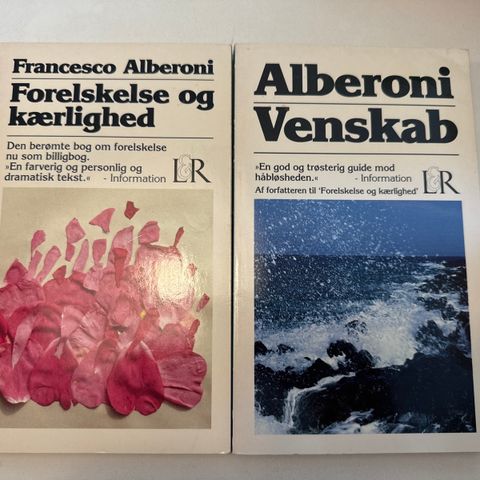 Francesco Alberoni
Forelskelse og
kærlighed
Den berømte bog om forelskelse
nu som billigbog.
»En farverig og personlig og
dramatisk tekst.« - Information
L&R
Alberoni
Venskab
»En god og trøsterig guide mod
håbløsheden.« - Information
Af forfatteren til 'Forelskelse og kærlighed'
L&R